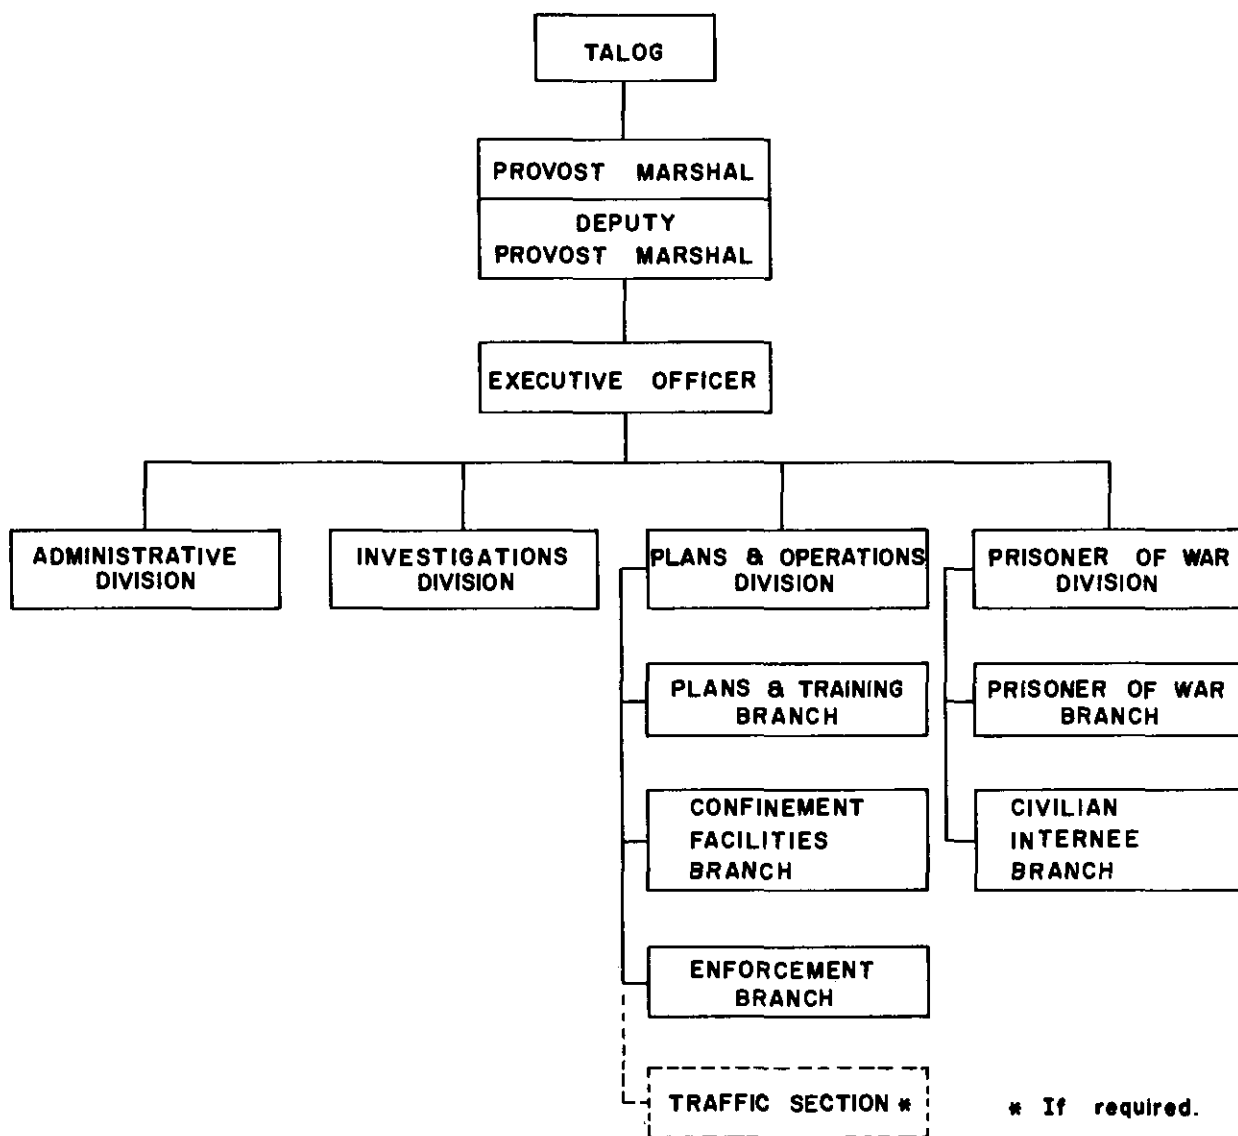 TALOG
PROVOST MARSHAL
DEPUTY
PROVOST MARSHAL
EXECUTIVE OFFICER
ADMINISTRATIVE
DIVISION
INVESTIGATIONS
DIVISION
PLANS & OPERATIONS
DIVISION
PRISONER OF WAR
DIVISION
PLANS & TRAINING
BRANCH
PRISONER OF WAR
BRANCH
CONFINEMENT
FACILITIES
BRANCH
CIVILIAN
INTERNEE
BRANCH
ENFORCEMENT
BRANCH
TRAFFIC SECTION *
* If required.